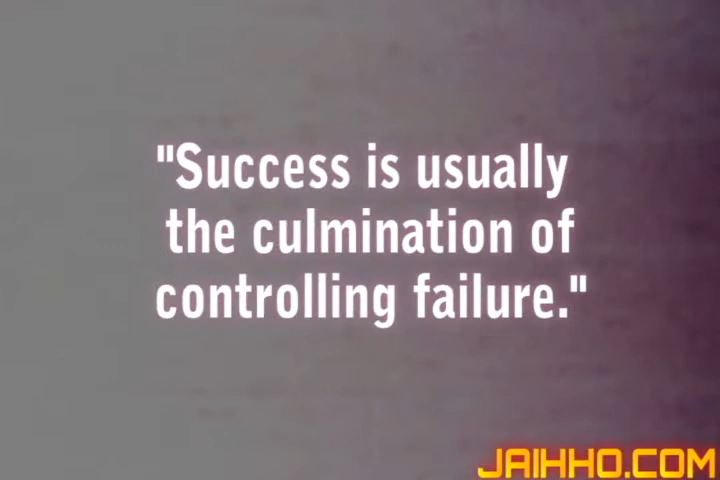 "Success is usually
the culmination of
controlling failure."
JAIHHO.COM